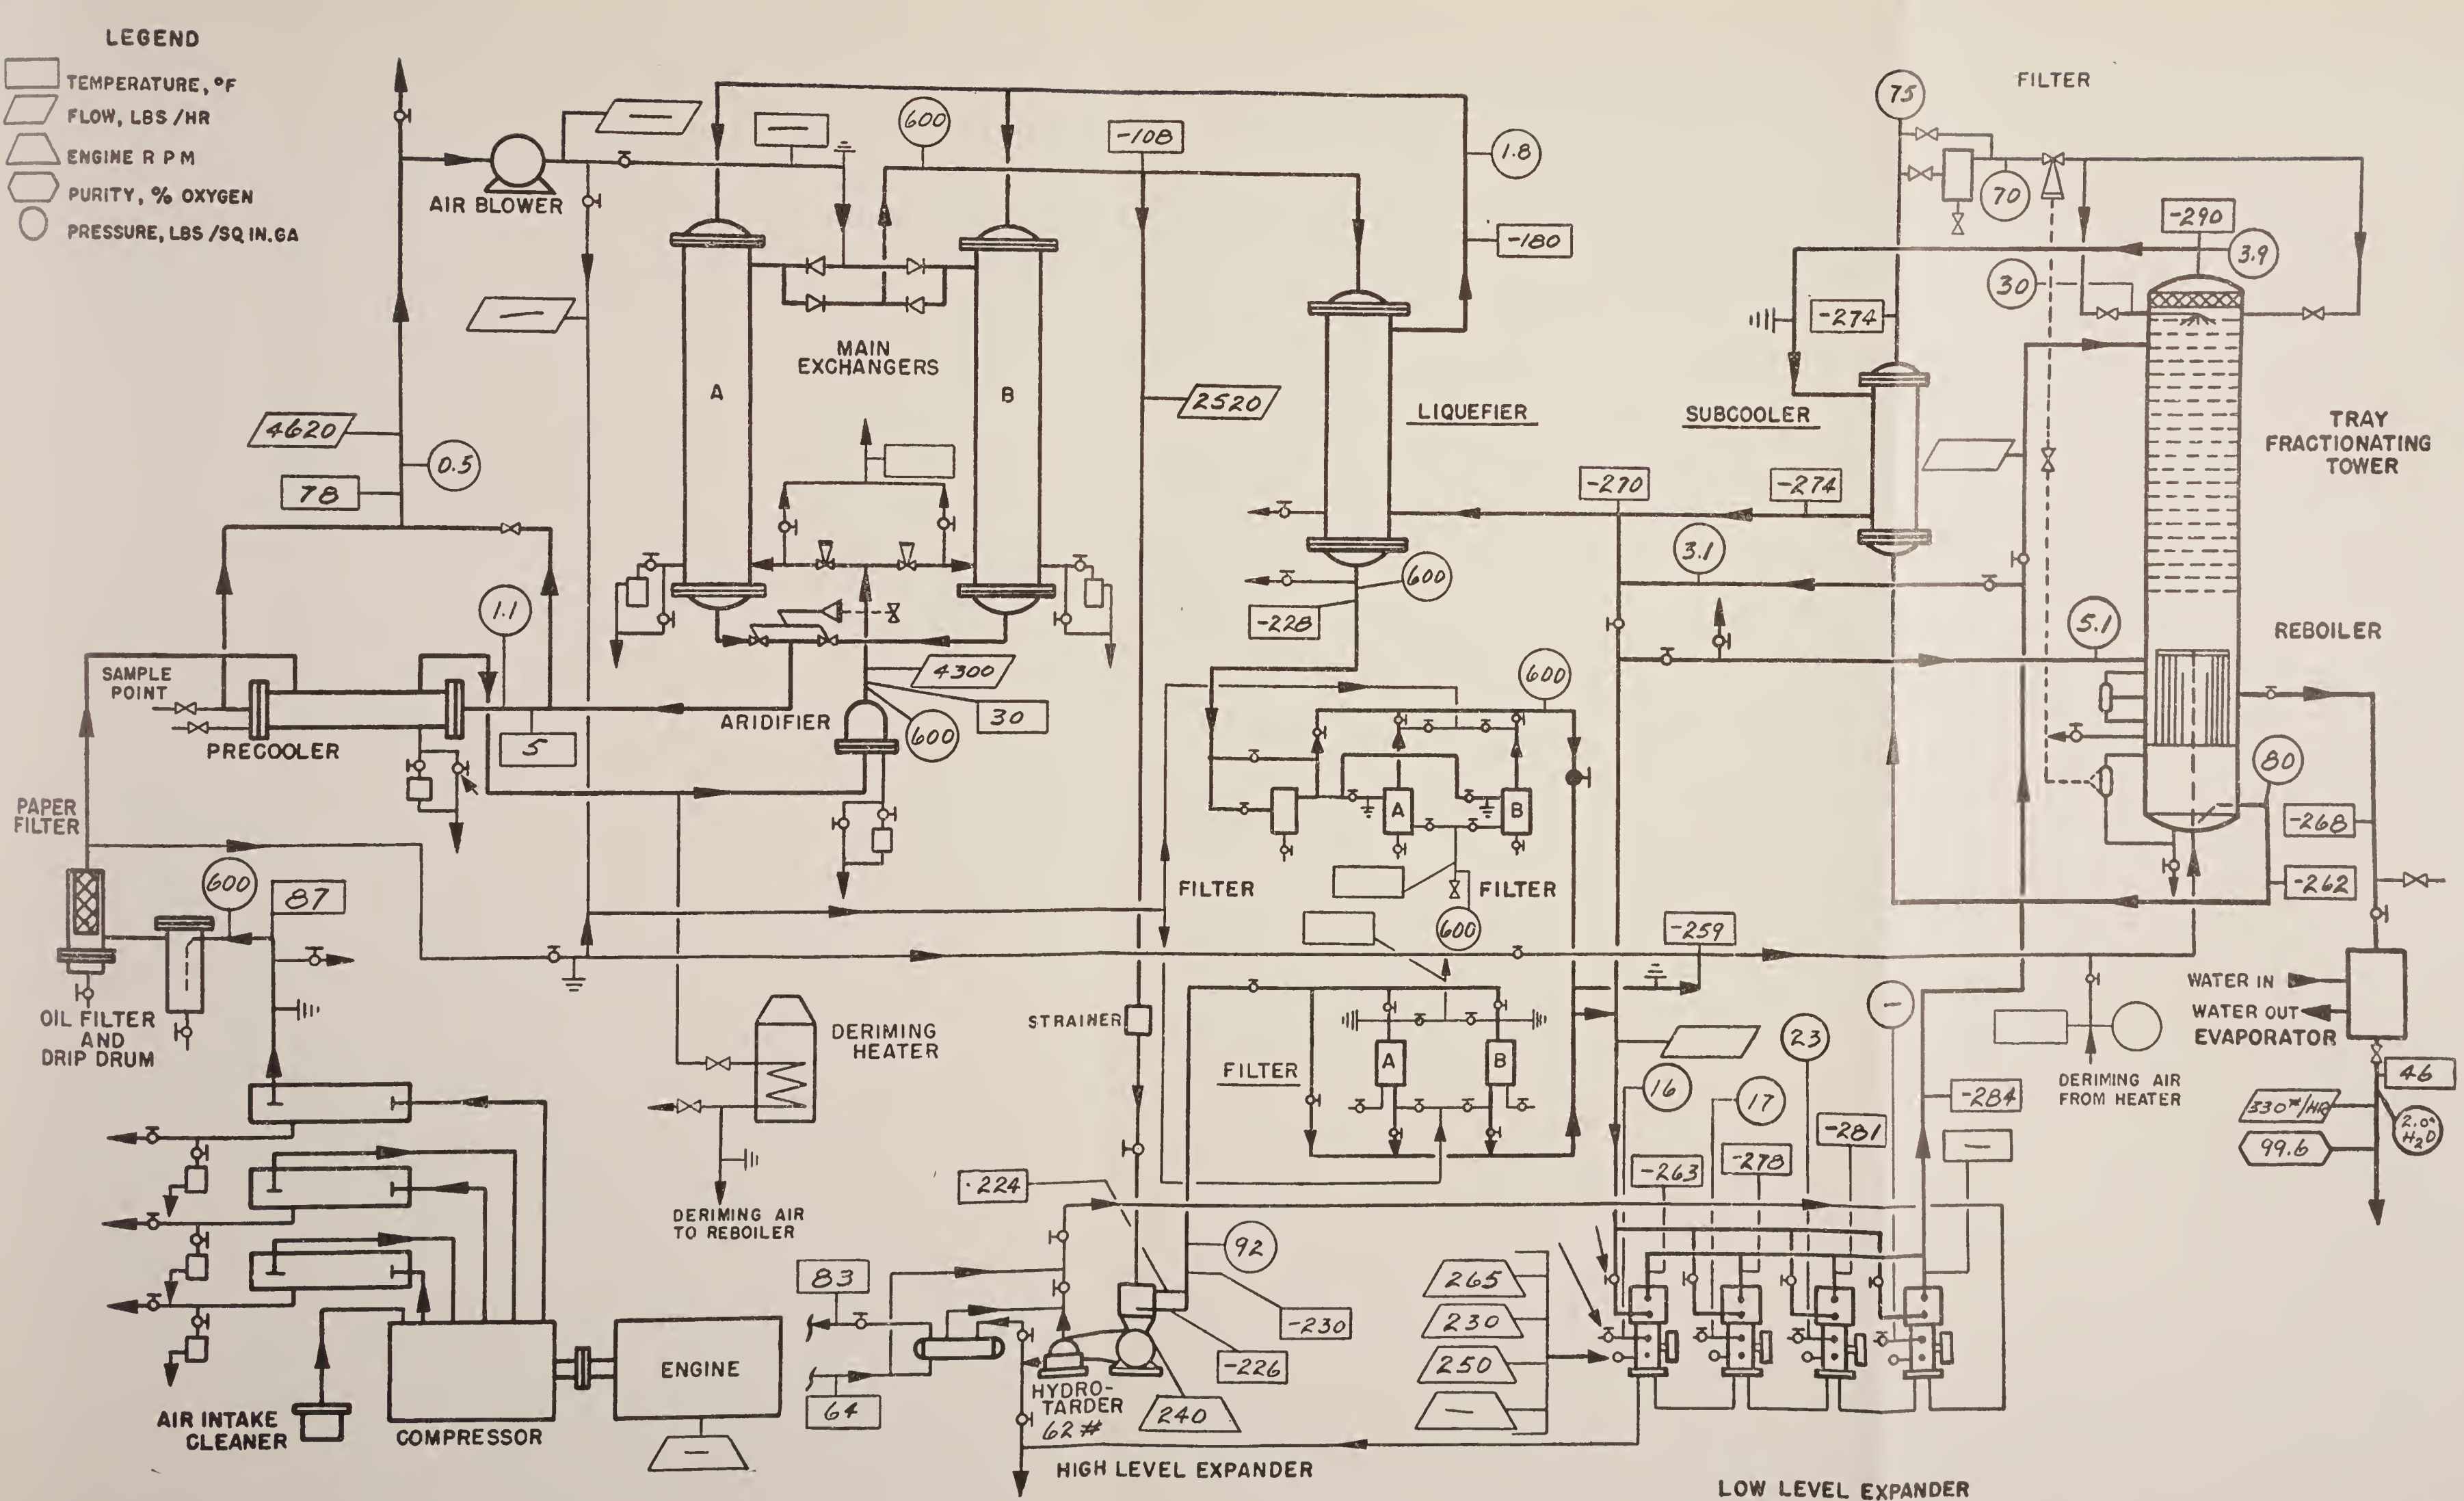 LEGEND
TEMPERATURE, °F
FLOW, LBS /HR
ENGINE R P M
PURITY, % OXYGEN
PRESSURE, LBS /SQ IN. GA
AIR BLOWER
600
-108
1.8
-180
75
FILTER
70
-290
3.9
30
-274
MAIN
EXCHANGERS
A
B
2520
LIQUEFIER
SUBCOOLER
TRAY
FRACTIONATING
TOWER
4620
0.5
78
-270
-274
3.1
600
-228
5.1
REBOILER
1.1
SAMPLE
POINT
PRECOOLER
5
ARIDIFIER
4300
30
600
600
80
PAPER
FILTER
A
B
-268
-262
600
87
FILTER
FILTER
600
-259
OIL FILTER
AND
DRIP DRUM
DERIMING
HEATER
STRAINER
FILTER
A
B
WATER IN
WATER OUT
EVAPORATOR
DERIMING AIR
FROM HEATER
46
330#/HR
2.0"
H2O
99.6
23
16
17
-284
-281
-278
-263
-224
DERIMING AIR
TO REBOILER
83
92
-230
-226
64
HYDRO-
TARDER
62#
240
265
230
250
ENGINE
AIR INTAKE
CLEANER
COMPRESSOR
HIGH LEVEL EXPANDER
LOW LEVEL EXPANDER